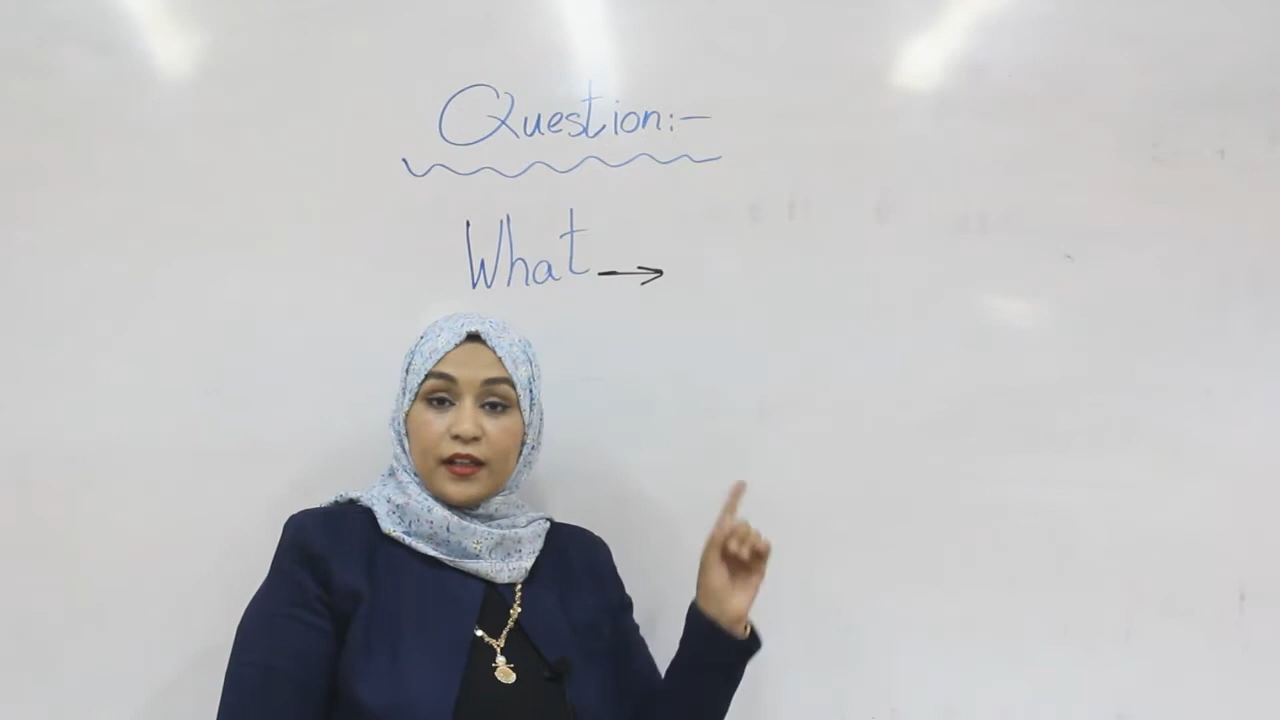 Question:-
What →